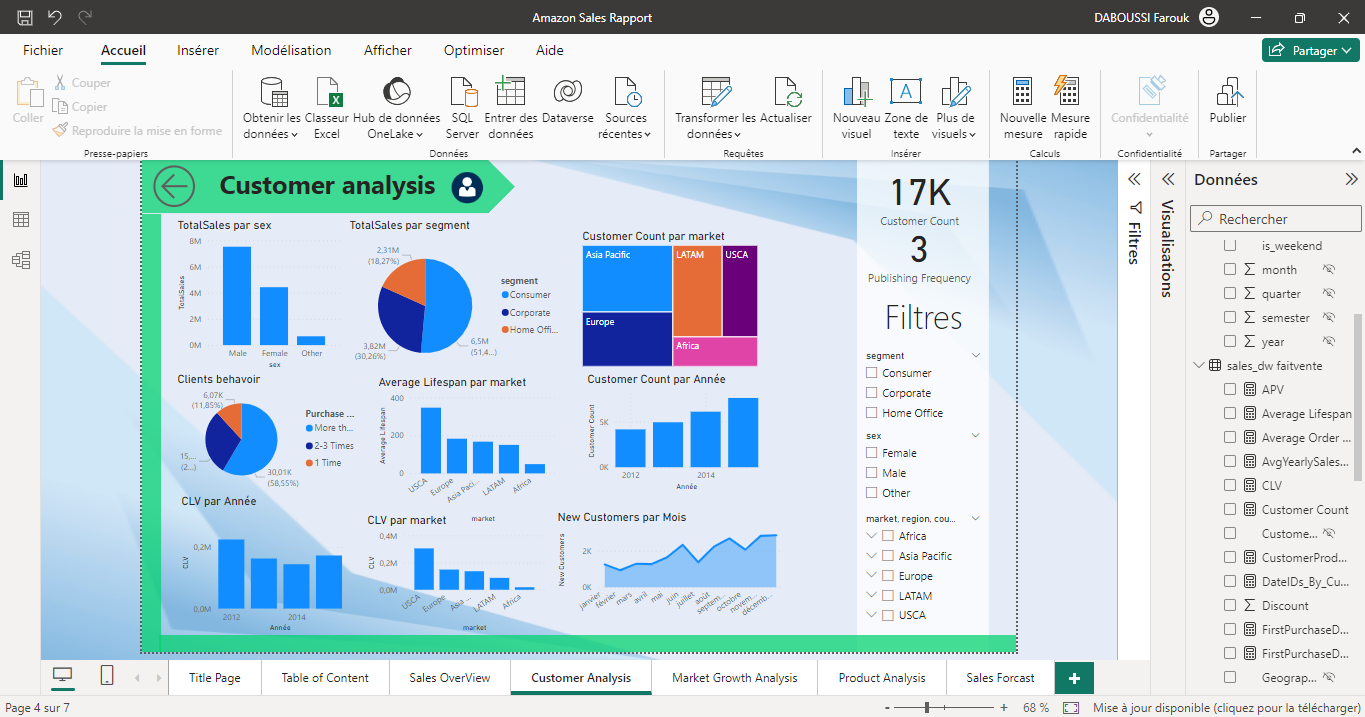 Amazon Sales Rapport
DABOUSSI Farouk
Fichier Accueil Insérer Modélisation Afficher Optimiser Aide
Partager
Coller
Couper
Copier
Reproduire la mise en forme
Presse-papiers
Obtenir les données
Classeur Excel
Hub de données OneLake
SQL Server
Entrer des données
Dataverse
Sources récentes
Données
Transformer les données
Actualiser
Requêtes
Nouveau visuel
Zone de texte
Plus de visuels
Insérer
Nouvelle mesure
Mesure rapide
Calculs
Confidentialité
Confidentialité
Publier
Partager
Customer analysis
TotalSales par sex
TotalSales
8M
6M
4M
2M
0M
Male Female Other
sex
TotalSales par segment
2,31M
(18,27%)
3,82M
(30,26%)
6,5M
(51,4...)
segment
Consumer
Corporate
Home Offi...
Customer Count par market
Asia Pacific
Europe
LATAM
USCA
Africa
Clients behavoir
6,07K
(11,85%)
15,...
(2...)
30,01K
(58,55%)
Purchase ...
More th...
2-3 Times
1 Time
Average Lifespan par market
Average Lifespan
400
200
0
USCA Europe Asia Paci... LATAM Africa
market
Customer Count par Année
Customer Count
5K
0K
2012 2014
Année
CLV par Année
CLV
0,2M
0,0M
2012 2014
Année
CLV par market
CLV
0,4M
0,2M
0,0M
USCA Europe Asia ... LATAM Africa
market
New Customers par Mois
New Customers
2K
0K
janvier février mars avril mai juin juillet août septem... octobre novem... décemb...
17K
Customer Count
3
Publishing Frequency
Filtres
segment
Consumer
Corporate
Home Office
sex
Female
Male
Other
market, region, cou...
Africa
Asia Pacific
Europe
LATAM
USCA
Filtres
Visualisations
Données
Rechercher
is_weekend
month
quarter
semester
year
sales_dw faitvente
APV
Average Lifespan
Average Order ...
AvgYearlySales...
CLV
Customer Count
Custome...
CustomerProd...
DateIDs_By_Cu...
Discount
FirstPurchaseD...
FirstPurchaseD...
Geograp...
Title Page
Table of Content
Sales OverView
Customer Analysis
Market Growth Analysis
Product Analysis
Sales Forcast
Page 4 sur 7
- + 68 %
Mise à jour disponible (cliquez pour la télécharger)